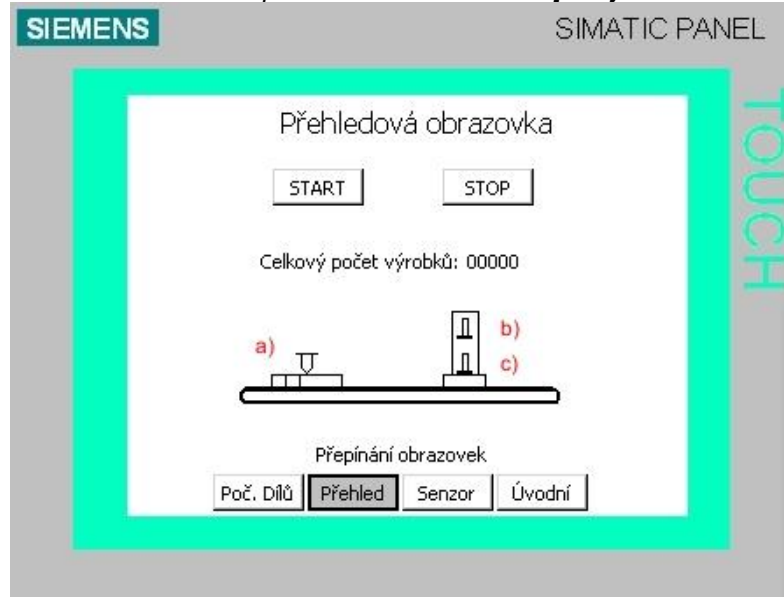 SIEMENS
SIMATIC PANEL
TOUCH
Přehledová obrazovka
START
STOP
Celkový počet výrobků: 00000
a)
b)
c)
Přepínání obrazovek
Poč. Dílů
Přehled
Senzor
Úvodní